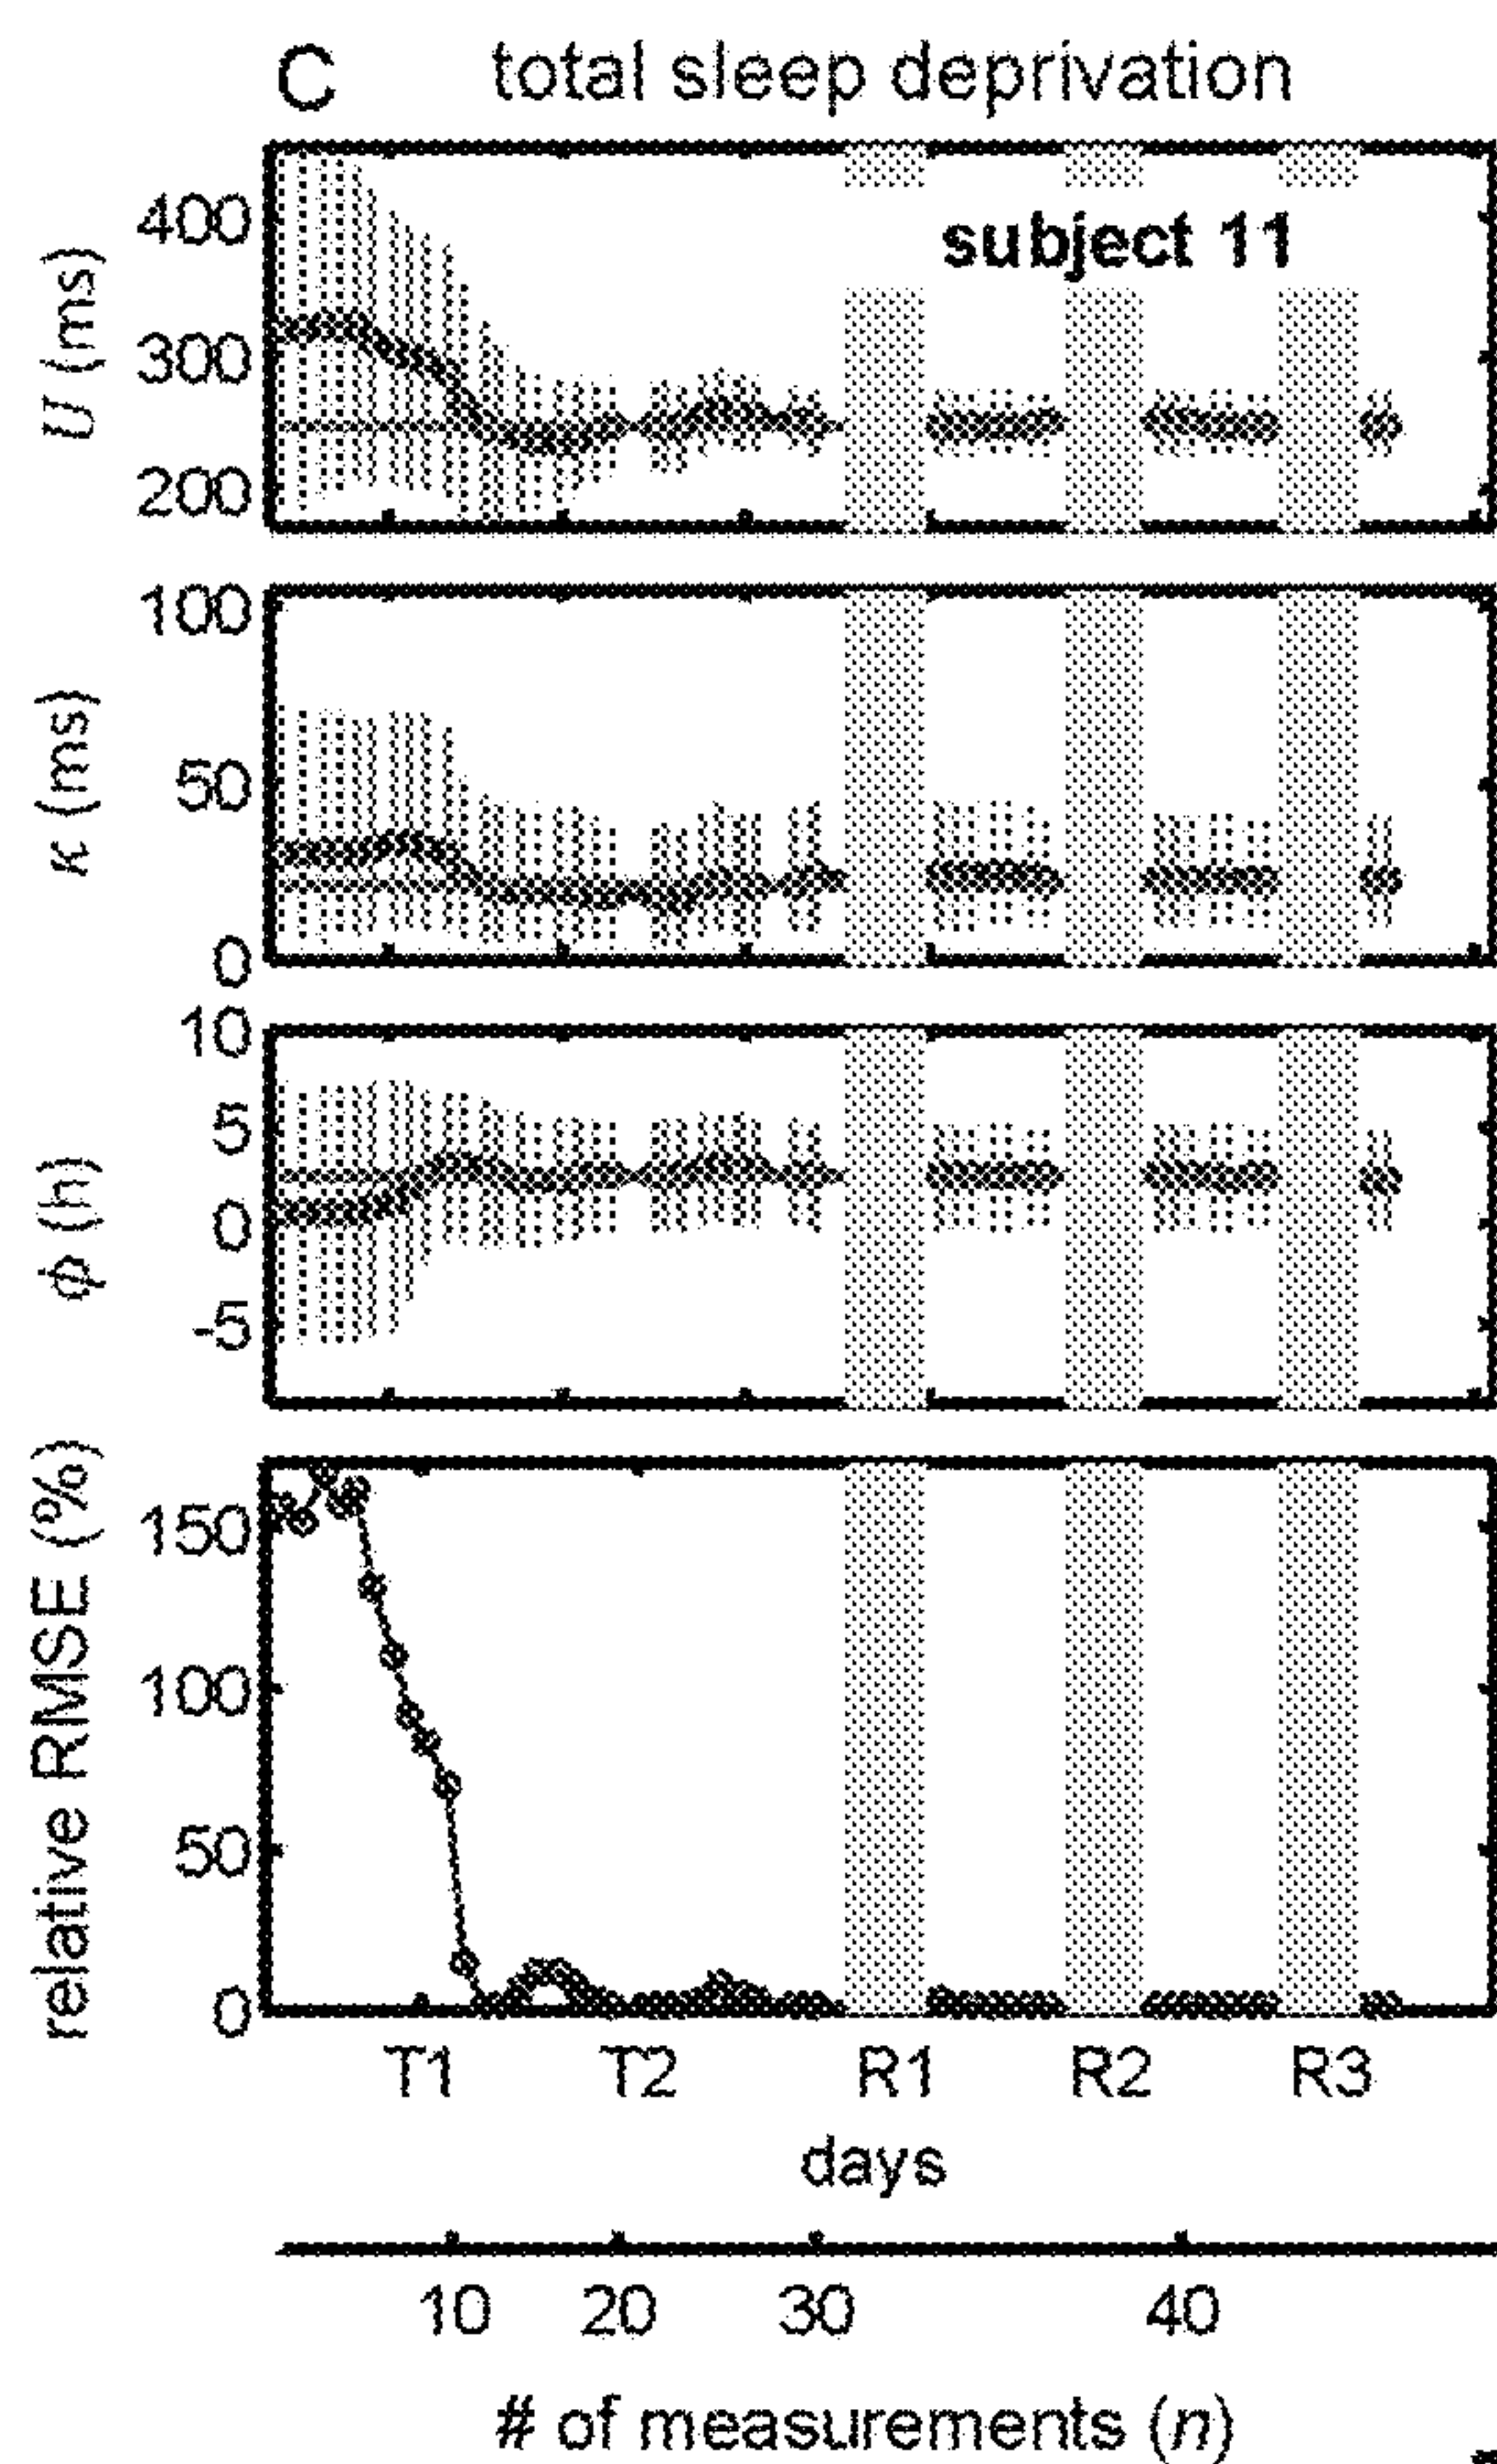 C total sleep deprivation
subject 11
U (ms)
400
300
200
κ (ms)
100
50
0
ϕ (h)
10
5
0
-5
relative RMSE (%)
150
100
50
0
T1 T2 R1 R2 R3
days
10 20 30 40
# of measurements (n)